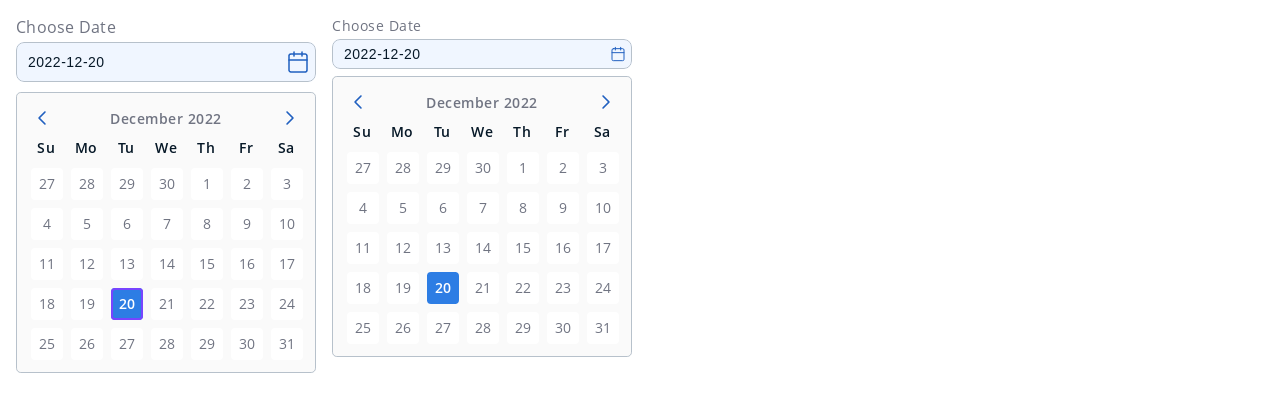 Choose Date
2022-12-20
December 2022
Su Mo Tu We Th Fr Sa
27 28 29 30 1 2 3
4 5 6 7 8 9 10
11 12 13 14 15 16 17
18 19 20 21 22 23 24
25 26 27 28 29 30 31
Choose Date
2022-12-20
December 2022
Su Mo Tu We Th Fr Sa
27 28 29 30 1 2 3
4 5 6 7 8 9 10
11 12 13 14 15 16 17
18 19 20 21 22 23 24
25 26 27 28 29 30 31